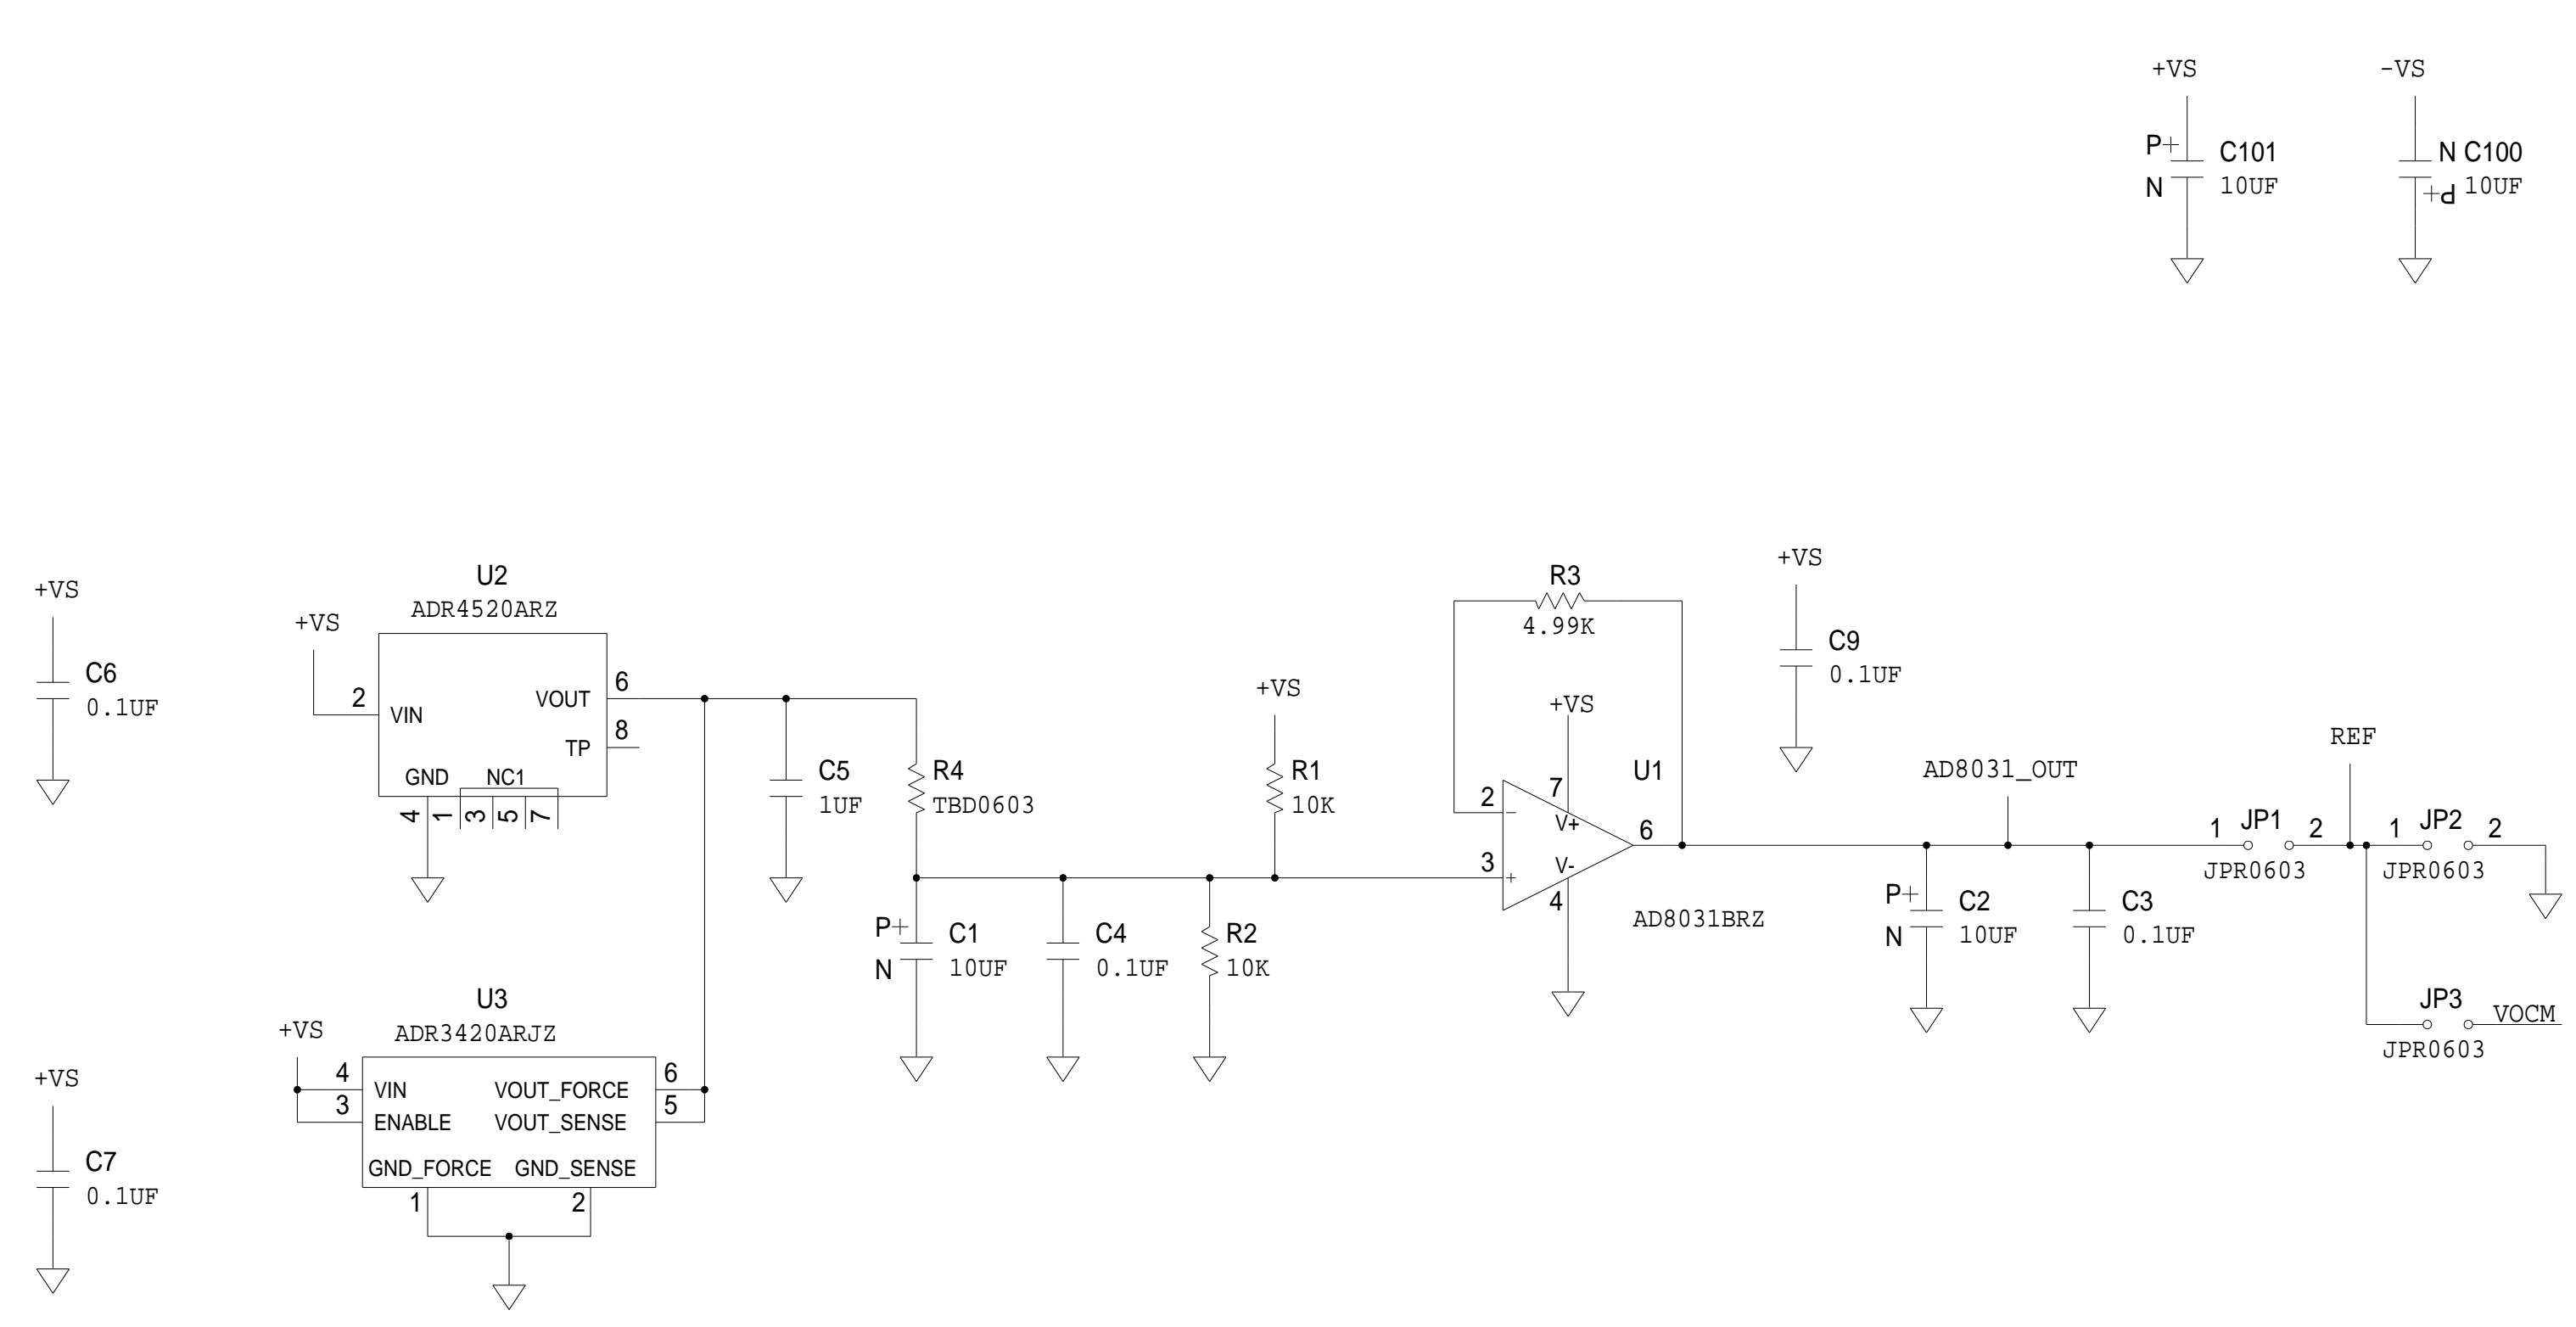 +VS
-VS
P+
C101
N
10UF
N C100
+P 10UF
+VS
C6
0.1UF
U2
ADR4520ARZ
+VS
2
VIN
VOUT
6
TP
8
GND
NC1
4
1
3
5
7
C5
1UF
R4
TBD0603
+VS
R1
10K
R3
4.99K
+VS
7
V+
2
-
3
+
V-
4
6
U1
AD8031BRZ
+VS
C9
0.1UF
P+
C1
N
10UF
C4
0.1UF
R2
10K
AD8031_OUT
P+
C2
N
10UF
C3
0.1UF
REF
1
JP1
2
JPR0603
1
JP2
2
JPR0603
JP3
VOCM
JPR0603
+VS
C7
0.1UF
U3
ADR3420ARJZ
+VS
4
VIN
VOUT_FORCE
6
3
ENABLE
VOUT_SENSE
5
GND_FORCE
GND_SENSE
1
2